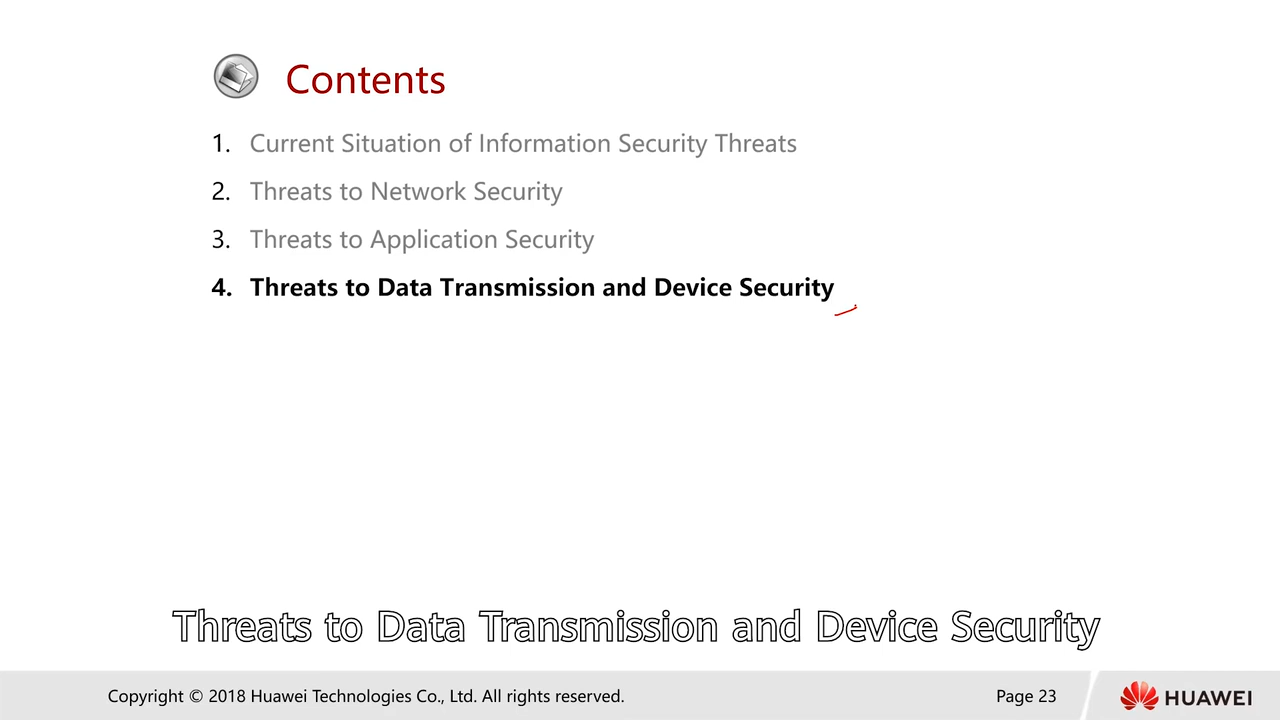 Contents
1. Current Situation of Information Security Threats
2. Threats to Network Security
3. Threats to Application Security
4. Threats to Data Transmission and Device Security
Threats to Data Transmission and Device Security
Copyright © 2018 Huawei Technologies Co., Ltd. All rights reserved.
Page 23
HUAWEI